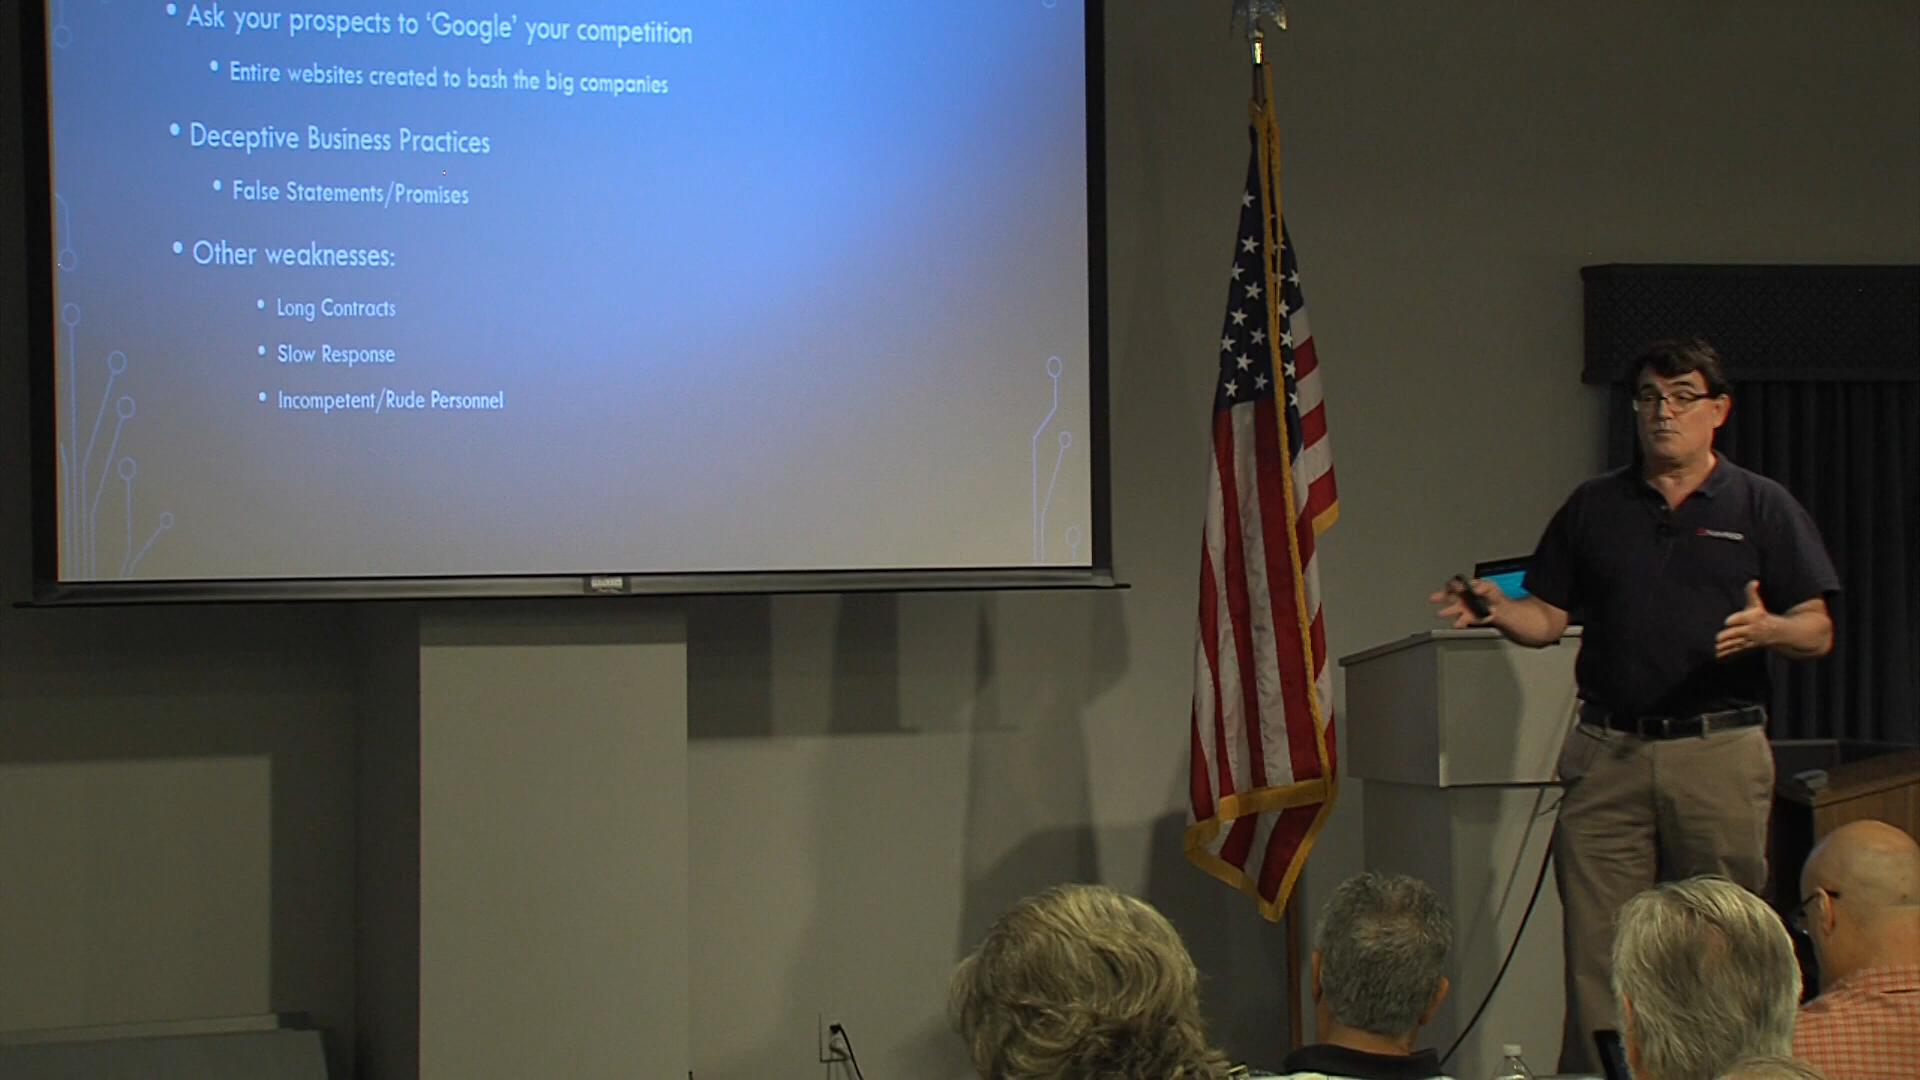 • Ask your prospects to ‘Google’ your competition
• Entire websites created to bash the big companies
• Deceptive Business Practices
• False Statements/Promises
• Other weaknesses:
• Long Contracts
• Slow Response
• Incompetent/Rude Personnel